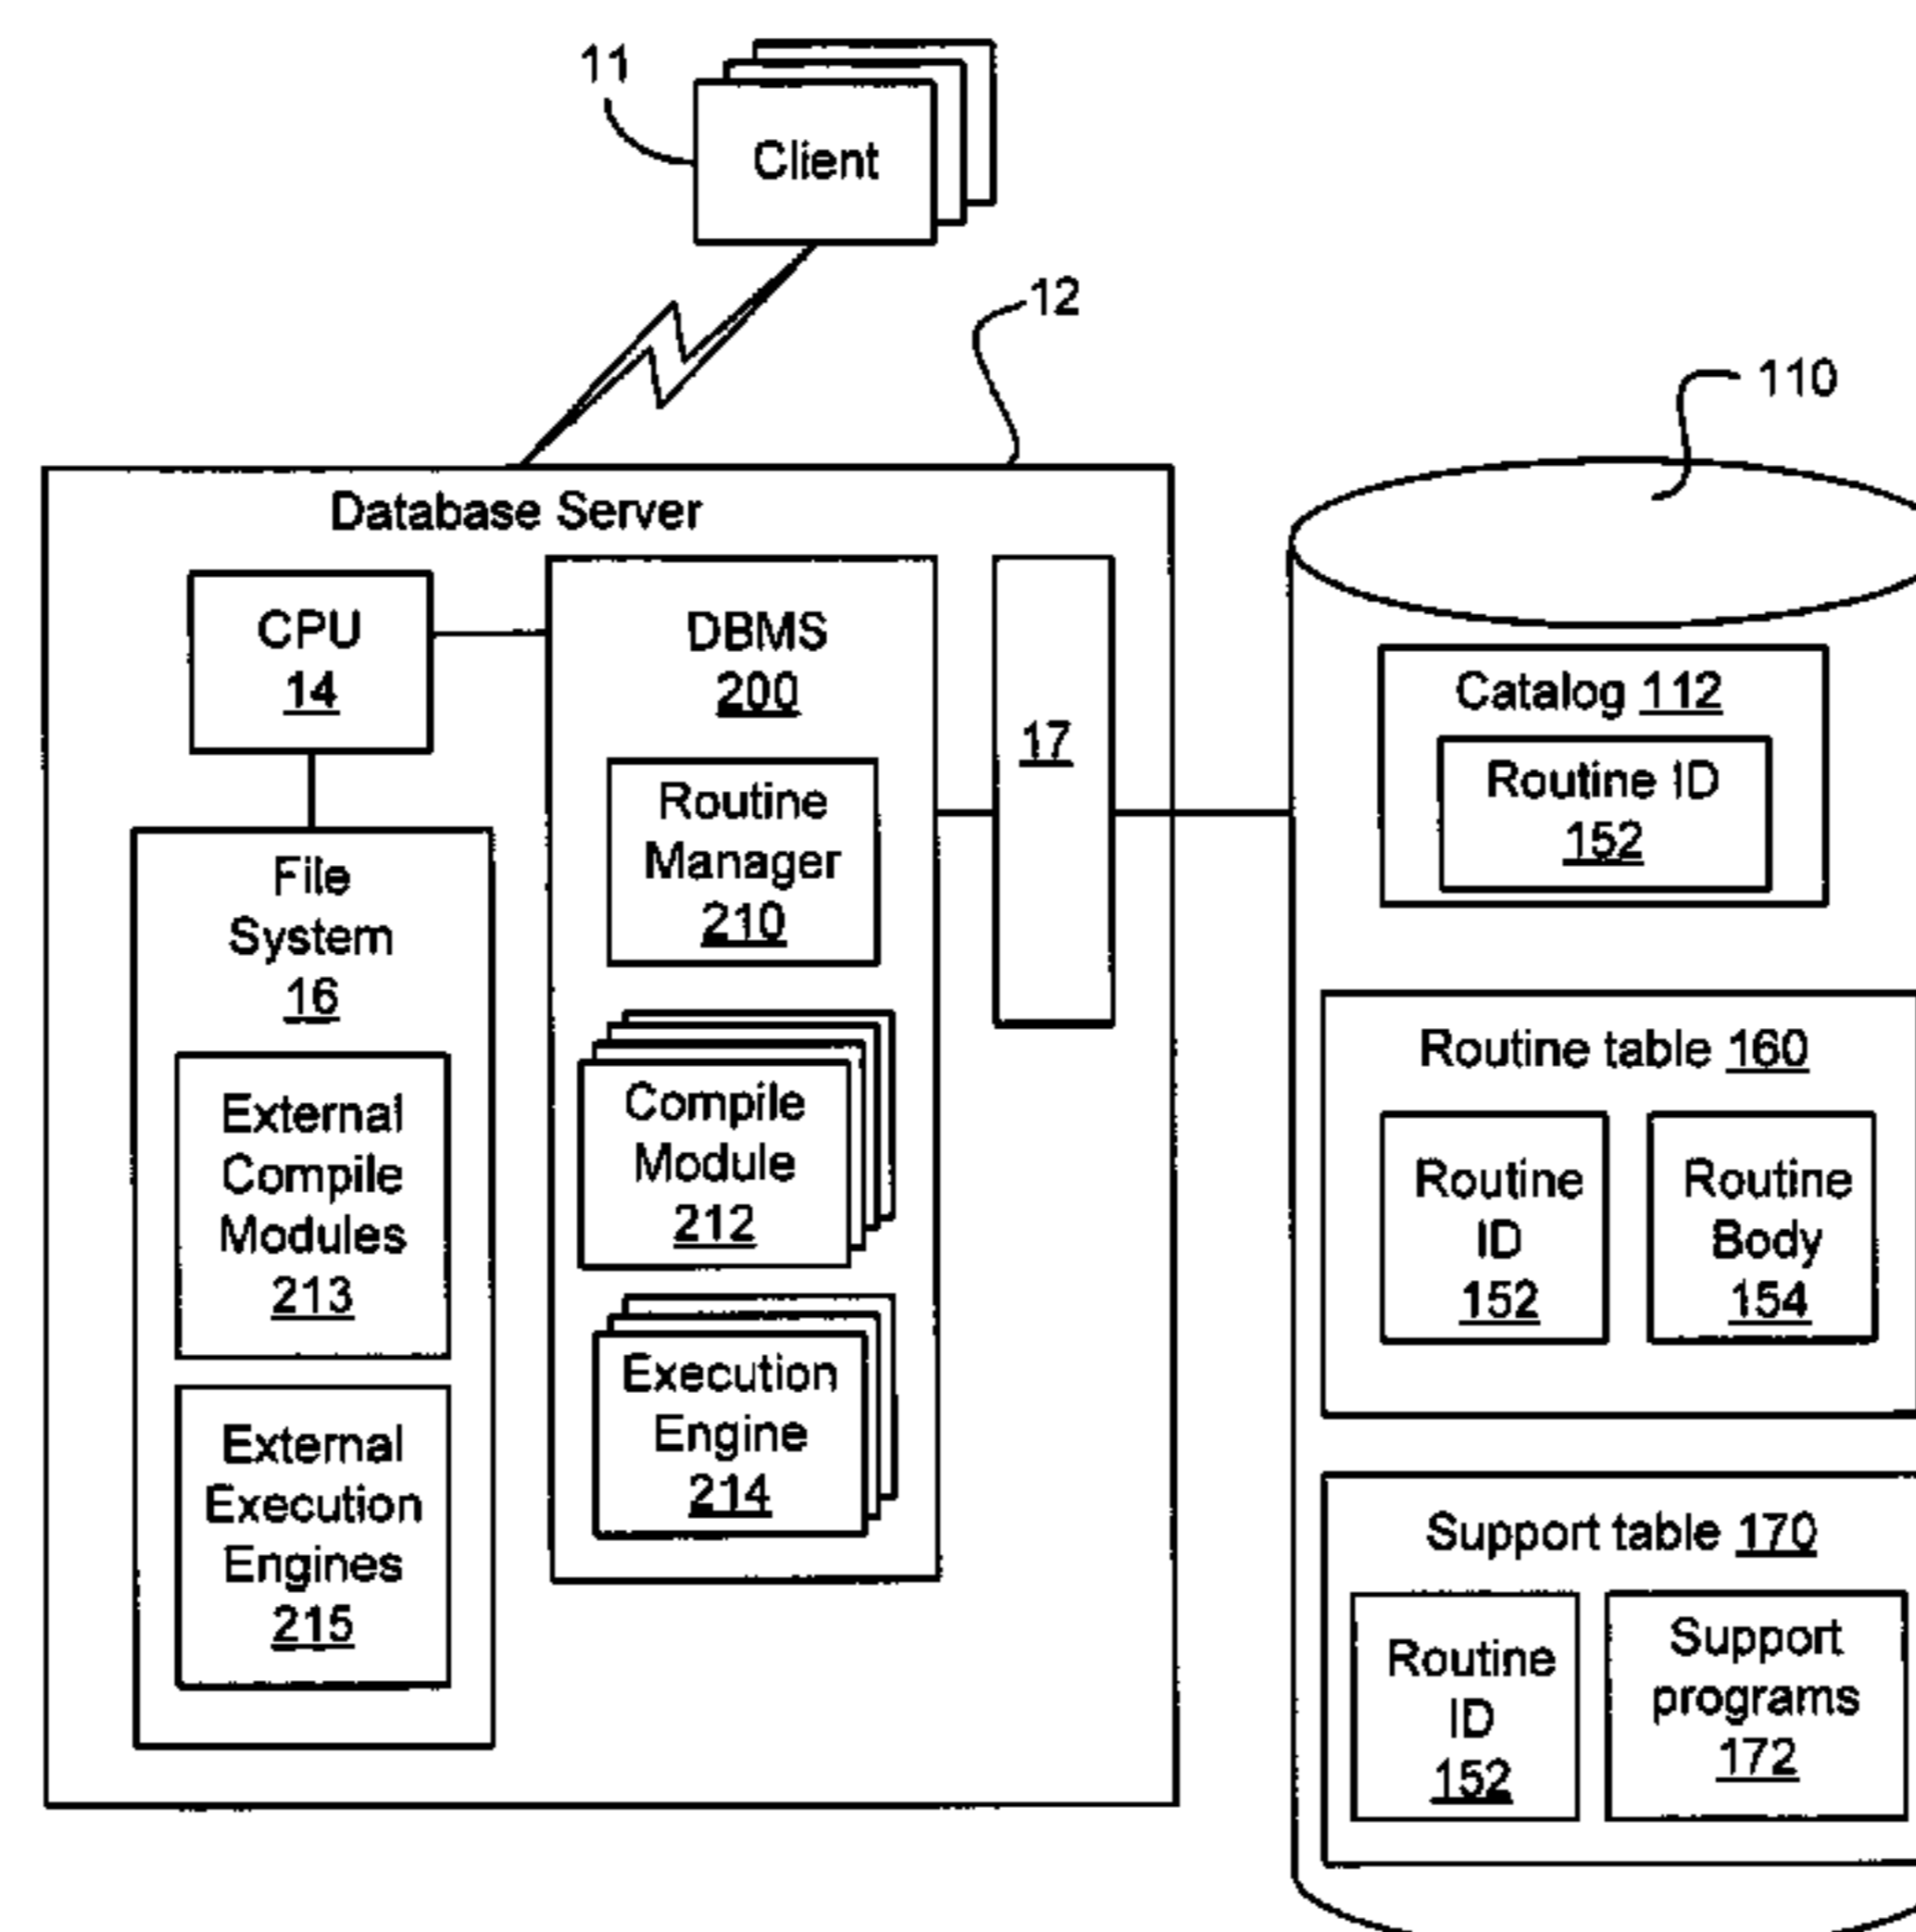 11
Client
12
110
Database Server
CPU
14
DBMS
200
17
Routine
Manager
210
File
System
16
External
Compile
Modules
213
Compile
Module
212
External
Execution
Engines
215
Execution
Engine
214
Catalog 112
Routine ID
152
Routine table 160
Routine
ID
152
Routine
Body
154
Support table 170
Routine
ID
152
Support
programs
172